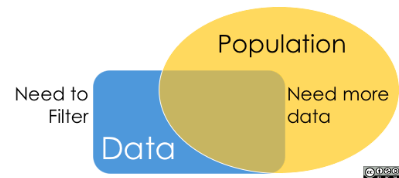 Population
Need to
Filter
Need more
data
Data